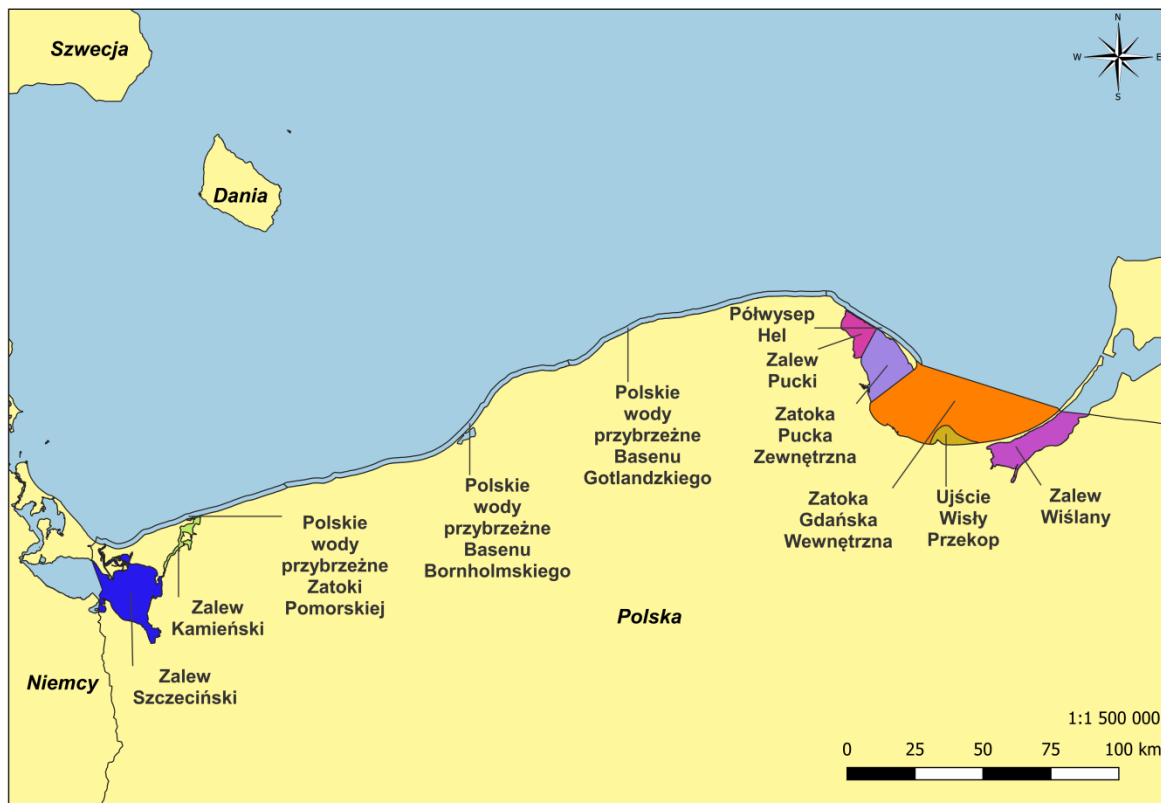 Szwecja
N
W
E
S
Dania
Półwysep
Hel
Zalew
Pucki
Zatoka
Pucka
Zewnętrzna
Polskie
wody
przybrzeżne
Basenu
Gotlandzkiego
Zatoka
Gdańska
Wewnętrzna
Ujście
Wisły
Przekop
Zalew
Wiślany
Polskie
wody
przybrzeżne
Basenu
Bornholmskiego
Polskie
wody
przybrzeżne
Zatoki
Pomorskiej
Zalew
Kamieński
Zalew
Szczeciński
Polska
Niemcy
1:1 500 000
0 25 50 75 100 km